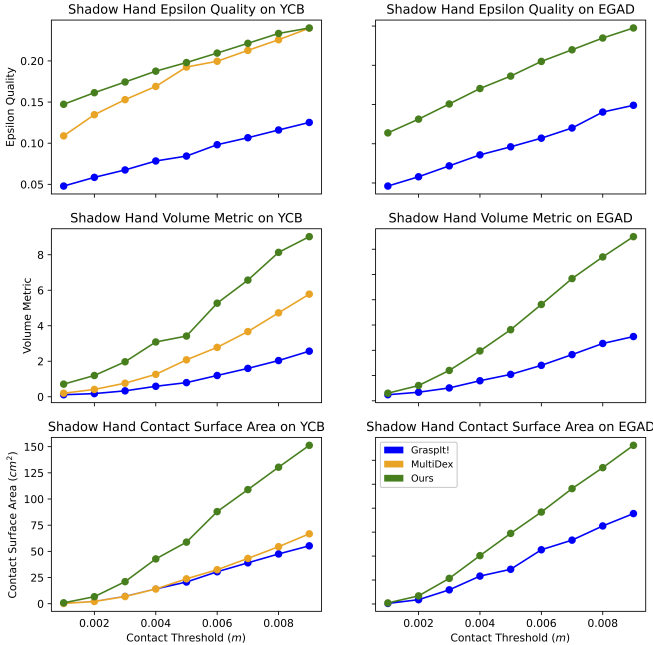 Shadow Hand Epsilon Quality on YCB
Shadow Hand Epsilon Quality on EGAD
Epsilon Quality
0.20
0.15
0.10
0.05
Shadow Hand Volume Metric on YCB
Shadow Hand Volume Metric on EGAD
Volume Metric
8
6
4
2
0
Shadow Hand Contact Surface Area on YCB
Shadow Hand Contact Surface Area on EGAD
Contact Surface Area (cm²)
150
125
100
75
50
25
0
GraspIt!
MultiDex
Ours
0.002 0.004 0.006 0.008
0.002 0.004 0.006 0.008
Contact Threshold (m)
Contact Threshold (m)